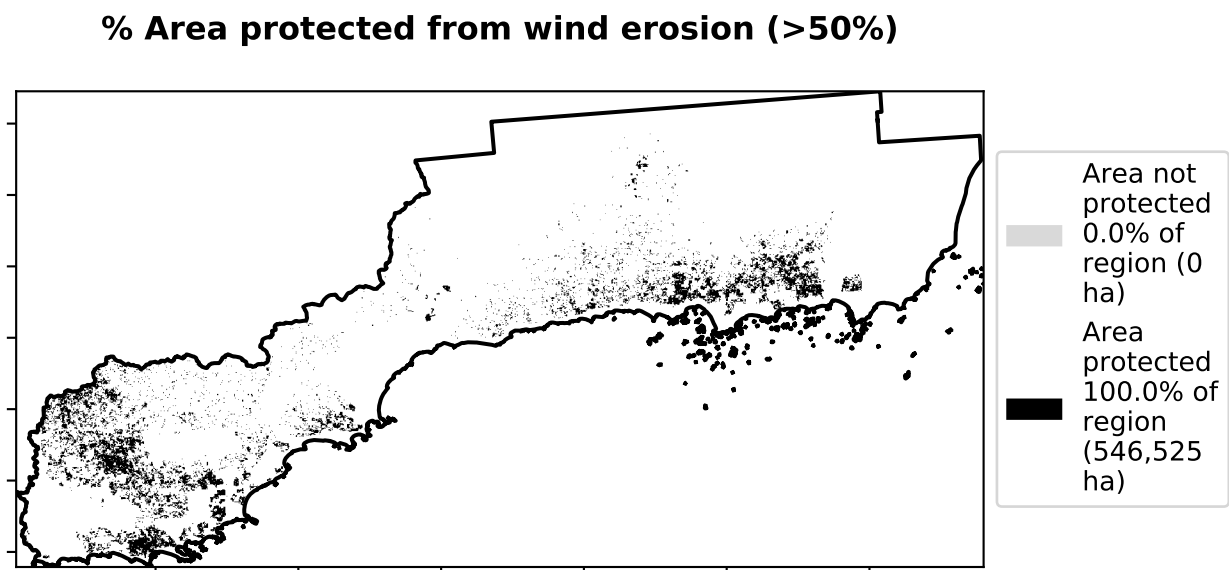 % Area protected from wind erosion (>50%)
Area not
protected
0.0% of
region (0
ha)
Area
protected
100.0% of
region
(546,525
ha)